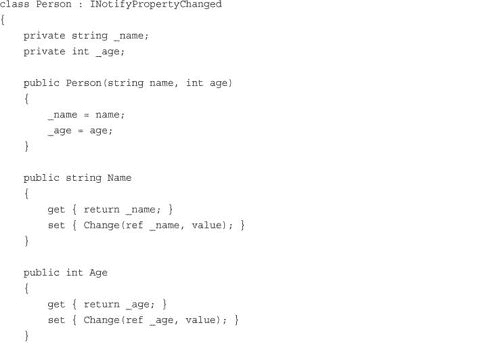 class Person : INotifyPropertyChanged
{
    private string _name;
    private int _age;

    public Person(string name, int age)
    {
        _name = name;
        _age = age;
    }

    public string Name
    {
        get { return _name; }
        set { Change(ref _name, value); }
    }

    public int Age
    {
        get { return _age; }
        set { Change(ref _age, value); }
    }